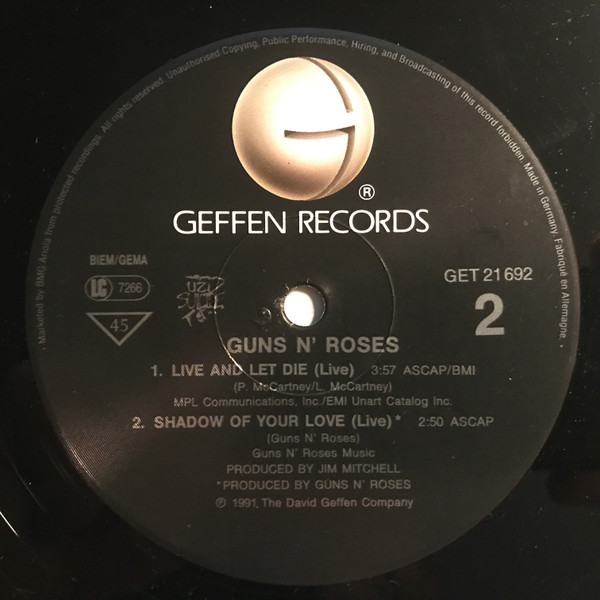 • Marketed by BMG Ariola from protected recordings. All rights reserved. Unauthorised Copying, Public Performance, Hiring, and Broadcasting of this record forbidden. Made in Germany. Fabriqué en Allemagne. •
G
®
GEFFEN RECORDS
BIEM/GEMA
LC 7266
45
GET 21 692
2
GUNS N' ROSES
1. LIVE AND LET DIE (Live) 3:57 ASCAP/BMI
(P. McCartney/L. McCartney)
MPL Communications, Inc./EMI Unart Catalog Inc.
2. SHADOW OF YOUR LOVE (Live)* 2:50 ASCAP
(Guns N' Roses)
Guns N' Roses Music
PRODUCED BY JIM MITCHELL
*PRODUCED BY GUNS N' ROSES
℗ 1991, The David Geffen Company